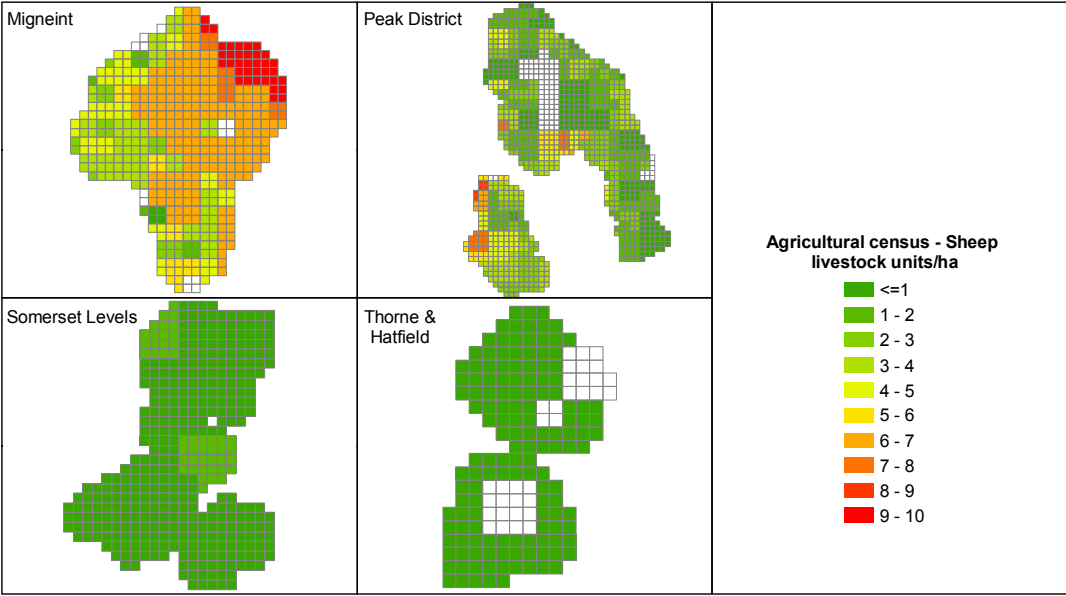 Migneint
Peak District
Somerset Levels
Thorne &
Hatfield
Agricultural census - Sheep
livestock units/ha
<=1
1 - 2
2 - 3
3 - 4
4 - 5
5 - 6
6 - 7
7 - 8
8 - 9
9 - 10